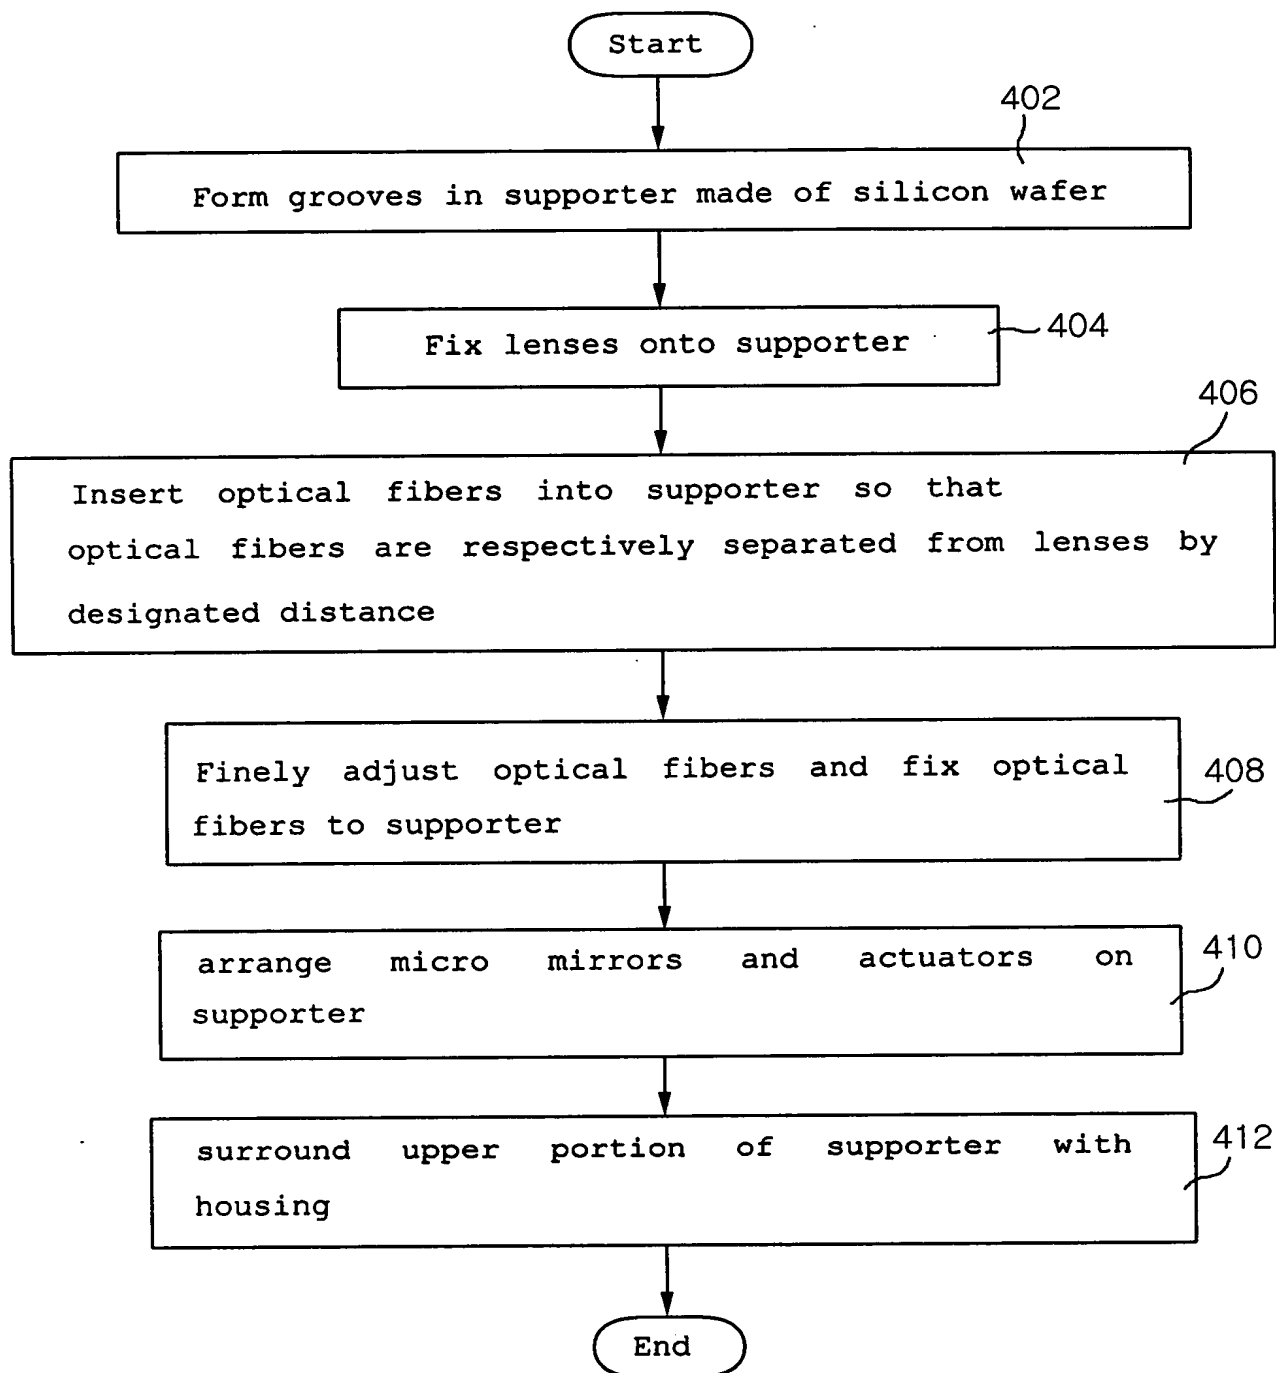 Start
402
Form grooves in supporter made of silicon wafer
Fix lenses onto supporter
404
406
Insert optical fibers into supporter so that
optical fibers are respectively separated from lenses by
designated distance
Finely adjust optical fibers and fix optical
fibers to supporter
408
arrange micro mirrors and actuators on
supporter
410
surround upper portion of supporter with
housing
412
End